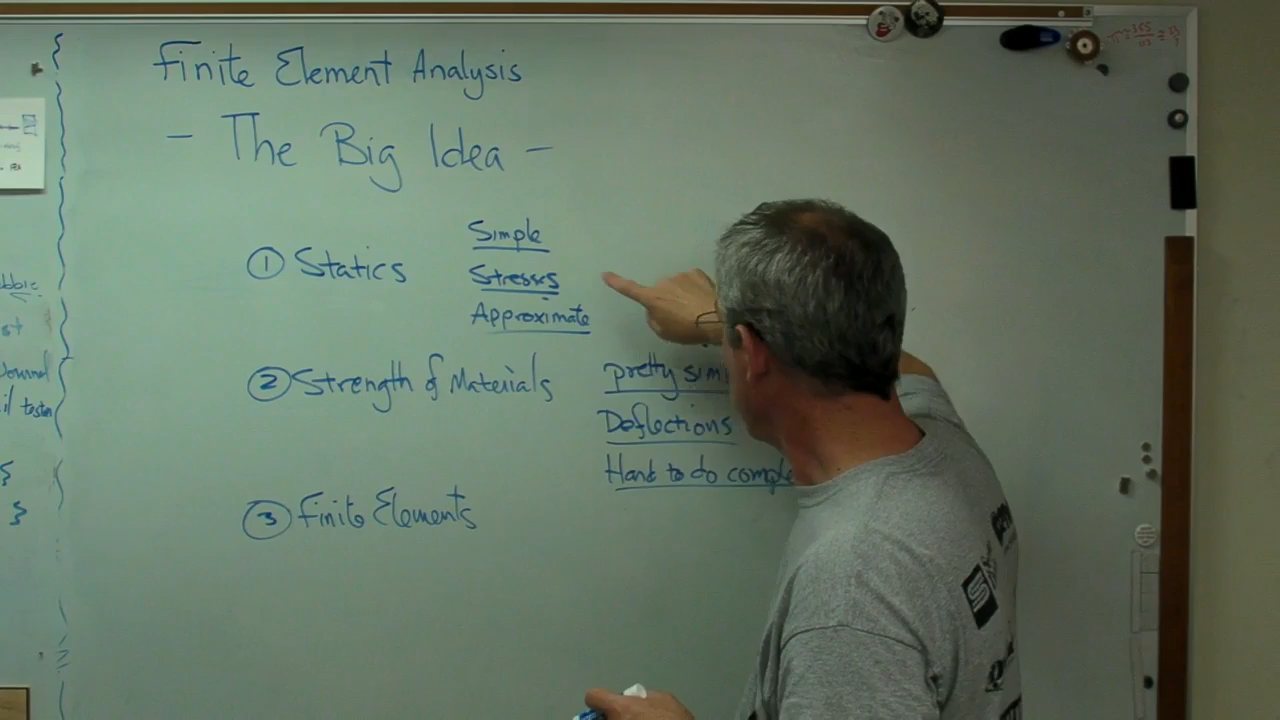 Finite Element Analysis
- The Big Idea -
① Statics
Simple
Stresses
Approximate
② Strength of Materials
pretty
Deflections
Hard to do
③ Finite Elements